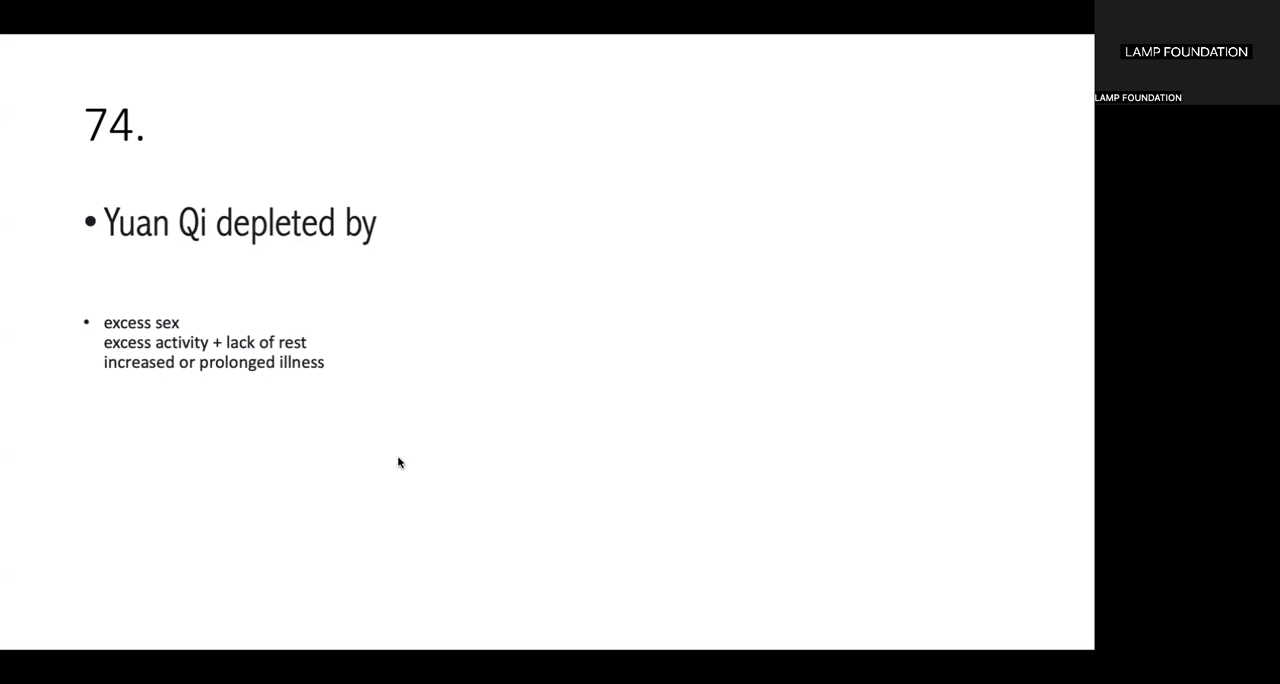 74.
• Yuan Qi depleted by
• excess sex
excess activity + lack of rest
increased or prolonged illness
LAMP FOUNDATION
LAMP FOUNDATION